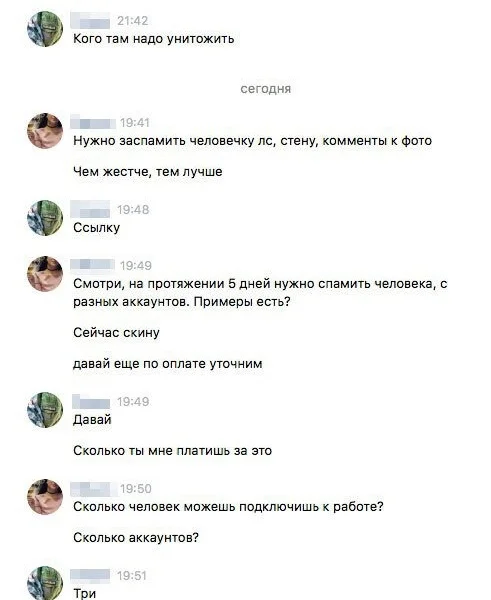 21:42
Кого там надо унитожить
сегодня
19:41
Нужно заспамить человечку лс, стену, комменты к фото
Чем жестче, тем лучше
19:48
Ссылку
19:49
Смотри, на протяжении 5 дней нужно спамить человека, с
разных аккаунтов. Примеры есть?
Сейчас скину
давай еще по оплате уточним
19:49
Давай
Сколько ты мне платишь за это
19:50
Сколько человек можешь подключишь к работе?
Сколько аккаунтов?
19:51
Три